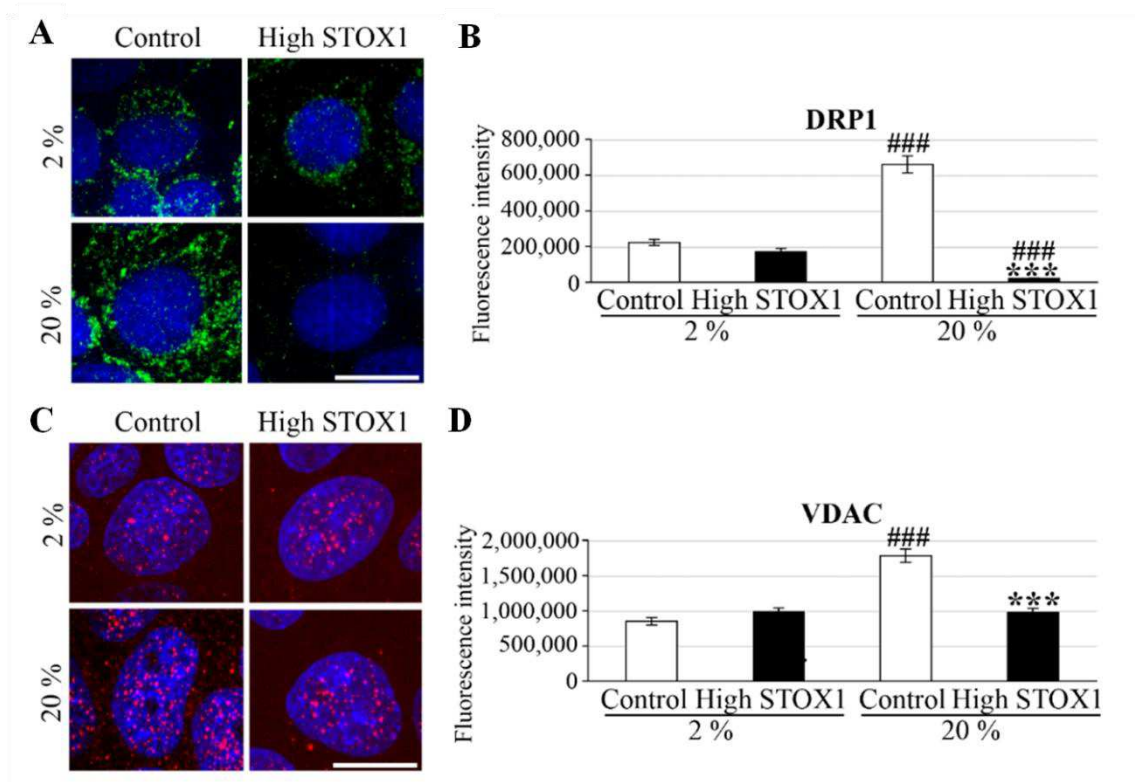 A
Control High STOX1
2 %
20 %
B
DRP1
Fluorescence intensity
800,000
600,000
400,000
200,000
0
###
###
***
Control High STOX1 Control High STOX1
2 % 20 %
C
Control High STOX1
2 %
20 %
D
VDAC
Fluorescence intensity
2,000,000
1,500,000
1,000,000
500,000
0
###
***
Control High STOX1 Control High STOX1
2 % 20 %